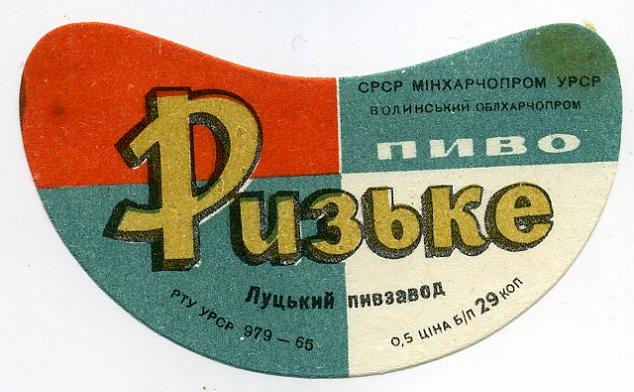 СРСР МІНХАРЧОПРОМ УРСР
ВОЛИНСЬКИЙ ОБЛХАРЧОПРОМ
ПИВО
Ризьке
Луцький пивзавод
РТУ УРСР 979 — 65
0,5 ЦІНА Б/П 29 КОП